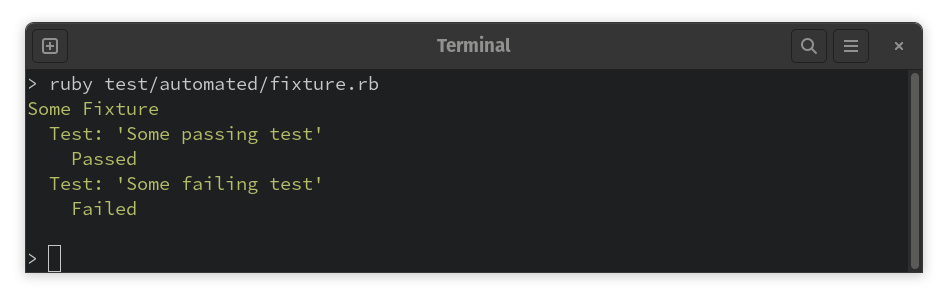 Terminal
> ruby test/automated/fixture.rb
Some Fixture
  Test: 'Some passing test'
    Passed
  Test: 'Some failing test'
    Failed
>